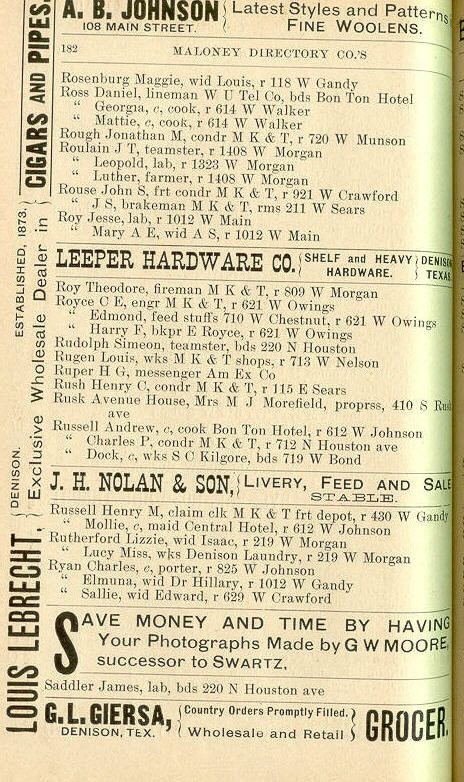 A. B. JOHNSON
108 MAIN STREET.
Latest Styles and Patterns
FINE WOOLENS.
182 MALONEY DIRECTORY CO.'S
Rosenburg Maggie, wid Louis, r 118 W Gandy
Ross Daniel, lineman W U Tel Co, bds Bon Ton Hotel
" Georgia, c, cook, r 614 W Walker
" Mattie, c, cook, r 614 W Walker
Rough Jonathan M, condr M K & T, r 720 W Munson
Roulain J T, teamster, r 1408 W Morgan
" Leopold, lab, r 1323 W Morgan
" Luther, farmer, r 1408 W Morgan
Rouse John S, frt condr M K & T, r 921 W Crawford
" J S, brakeman M K & T, rms 211 W Sears
Roy Jesse, lab, r 1012 W Main
" Mary A E, wid A S, r 1012 W Main
LEEPER HARDWARE CO.
SHELF and HEAVY
HARDWARE.
DENISON
TEXAS
Roy Theodore, fireman M K & T, r 809 W Morgan
Royce C E, engr M K & T, r 621 W Owings
" Edmond, feed stuffs 710 W Chestnut, r 621 W Owings
" Harry F, bkpr E Royce, r 621 W Owings
Rudolph Simeon, teamster, bds 220 N Houston
Rugen Louis, wks M K & T shops, r 713 W Nelson
Ruper H G, messenger Am Ex Co
Rush Henry C, condr M K & T, r 115 E Sears
Rusk Avenue House, Mrs M J Morefield, proprss, 410 S Rusk
ave
Russell Andrew, c, cook Bon Ton Hotel, r 612 W Johnson
" Charles P, condr M K & T, r 712 N Houston ave
" Dock, c, wks S C Kilgore, bds 719 W Bond
J. H. NOLAN & SON,
LIVERY, FEED AND SALE
STABLE.
Russell Henry M, claim clk M K & T frt depot, r 430 W Gandy
" Mollie, c, maid Central Hotel, r 612 W Johnson
Rutherford Lizzie, wid Isaac, r 219 W Morgan
" Lucy Miss, wks Denison Laundry, r 219 W Morgan
Ryan Charles, c, porter, r 825 W Johnson
" Elmuna, wid Dr Hillary, r 1012 W Gandy
" Sallie, wid Edward, r 629 W Crawford
SAVE MONEY AND TIME BY HAVING
Your Photographs Made by G W MOORE,
successor to SWARTZ,
Saddler James, lab, bds 220 N Houston ave
G. L. GIERSA,
DENISON, TEX.
Country Orders Promptly Filled.
Wholesale and Retail
GROCER.
LOUIS LEBRECHT,
DENISON.
ESTABLISHED, 1873.
Exclusive Wholesale Dealer in
CIGARS AND PIPES